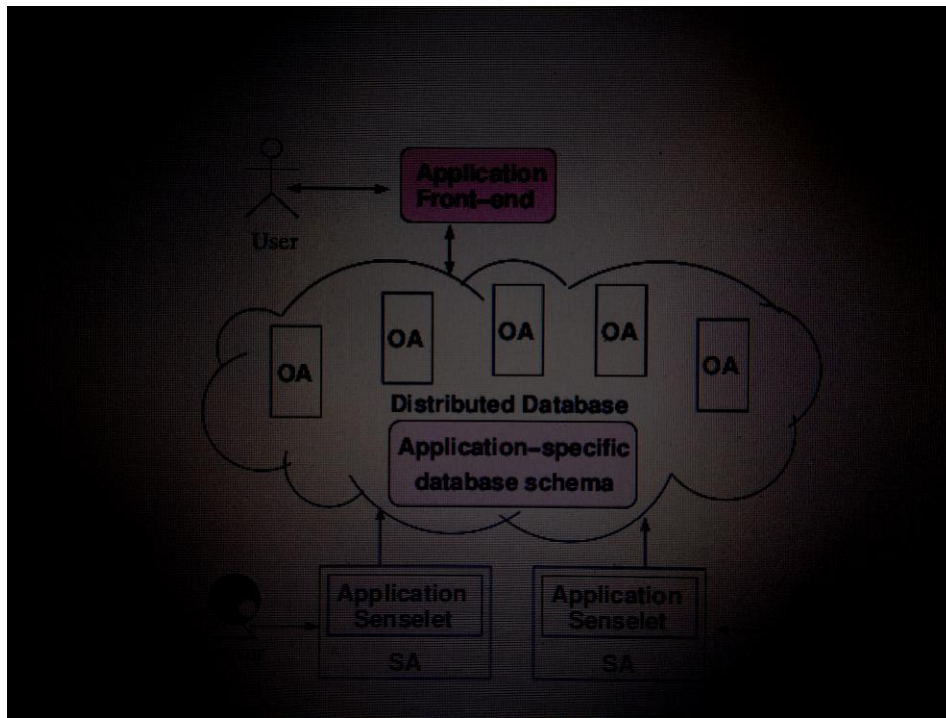 Application
Front-end
User
OA
OA
OA
OA
OA
Distributed Database
Application-specific
database schema
Application
Senselet
SA
Application
Senselet
SA